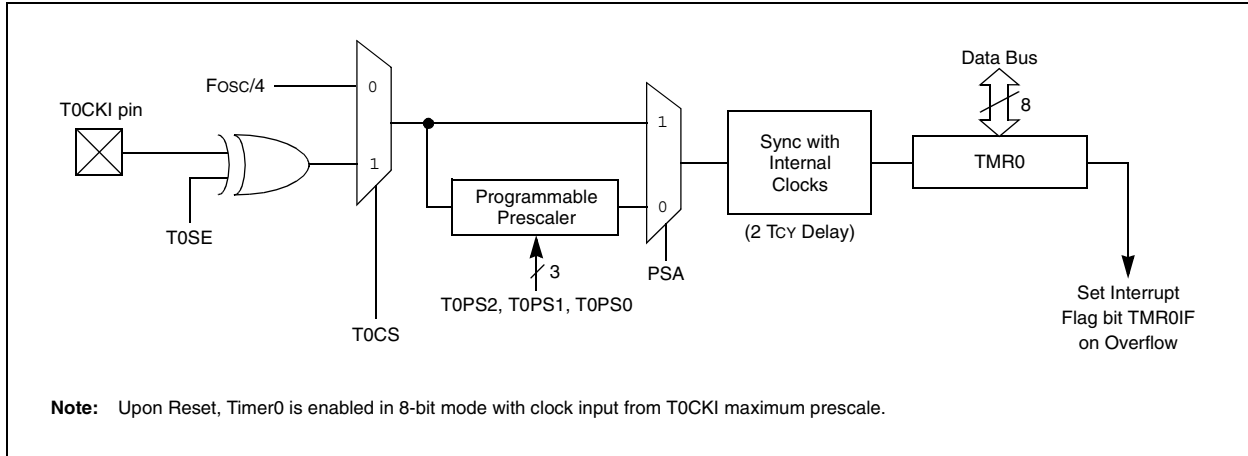 Data Bus
FOSC/4
0
8
T0CKI pin
1
Sync with
Internal
Clocks
TMR0
1
Programmable
Prescaler
0
T0SE
(2 TCY Delay)
3
PSA
T0PS2, T0PS1, T0PS0
T0CS
Set Interrupt
Flag bit TMR0IF
on Overflow
Note: Upon Reset, Timer0 is enabled in 8-bit mode with clock input from T0CKI maximum prescale.